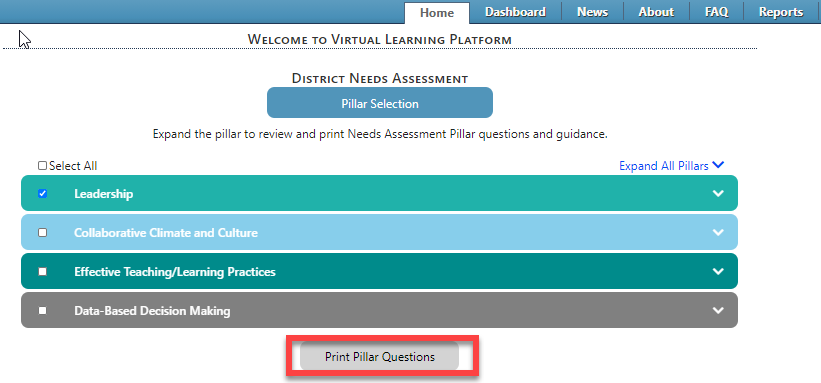 Home Dashboard News About FAQ Reports
Welcome to Virtual Learning Platform
District Needs Assessment
Pillar Selection
Expand the pillar to review and print Needs Assessment Pillar questions and guidance.
Select All Expand All Pillars
Leadership
Collaborative Climate and Culture
Effective Teaching/Learning Practices
Data-Based Decision Making
Print Pillar Questions